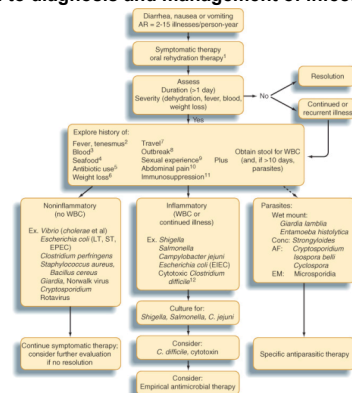 to diagnosis and management of
Diarrhea, nausea or vomiting
AR = 2-15 illnesses/person-year
Symptomatic therapy
oral rehydration therapy1
Assess
Duration (>1 day)
Severity (dehydration, fever, blood,
weight loss)
No
Resolution
Continued or
recurrent illness
Yes
Explore history of:
Fever, tenesmus2
Blood3
Seafood4
Antibiotic use5
Weight loss6
Travel7
Outbreak8
Sexual experience9
Abdominal pain10
Immunosuppression11
Plus
Obtain stool for WBC
(and, if >10 days,
parasites)
Noninflammatory
(no WBC)
Ex. Vibrio (cholerae et al)
Escherichia coli (LT, ST,
EPEC)
Clostridium perfringens
Staphylococcus aureus,
Bacillus cereus
Giardia, Norwalk virus
Cryptosporidium
Rotavirus
Inflammatory
(WBC or
continued illness)
Ex. Shigella
Salmonella
Campylobacter jejuni
Escherichia coli (EIEC)
Cytotoxic Clostridium
difficile12
Parasites:
Wet mount:
Giardia lamblia
Entamoeba histolytica
Conc: Strongyloides
AF: Cryptosporidium
Isospora belli
Cyclospora
EM: Microsporidia
Continue symptomatic therapy;
consider further evaluation
if no resolution
Culture for:
Shigella, Salmonella, C. jejuni
Consider:
C. difficile, cytotoxin
Consider:
Empirical antimicrobial therapy
Specific antiparasitic therapy